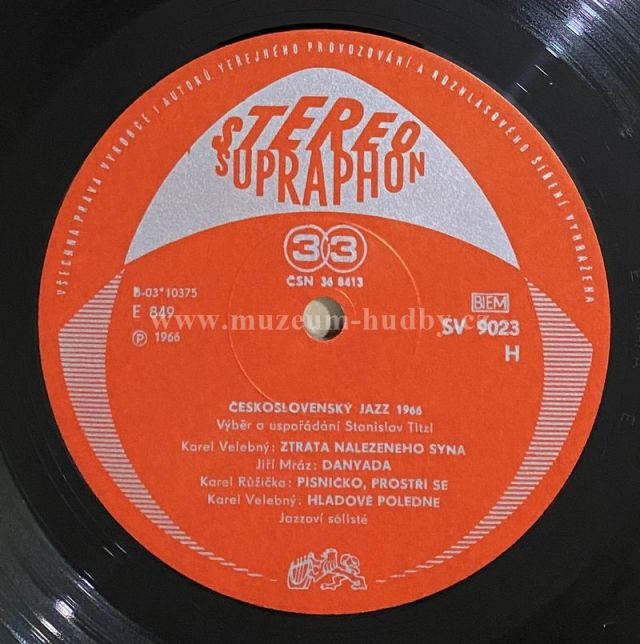 VŠECHNA PRÁVA VÝROBCE I AUTORŮ VEŘEJNÉHO PROVOZOVÁNÍ A ROZHLASOVÉHO ŠÍŘENÍ VYHRAŽENA
STEREO
SUPRAPHON
33
ČSN 36 8413
0-03*10375
E 849
℗ 1966
BIEM
SV 9023
H
www.muzeum-hudby.cz
ČESKOSLOVENSKÝ JAZZ 1966
Výběr a uspořádání Stanislav Titzl
Karel Velebný: ZTRÁTA NALEZENÉHO SYNA
Jiří Mráz: DANVADA
Karel Růžička: PÍSNIČKO, PROSTŘI SE
Karel Velebný: HLADOVÉ POLEDNE
Jazzoví sólisté